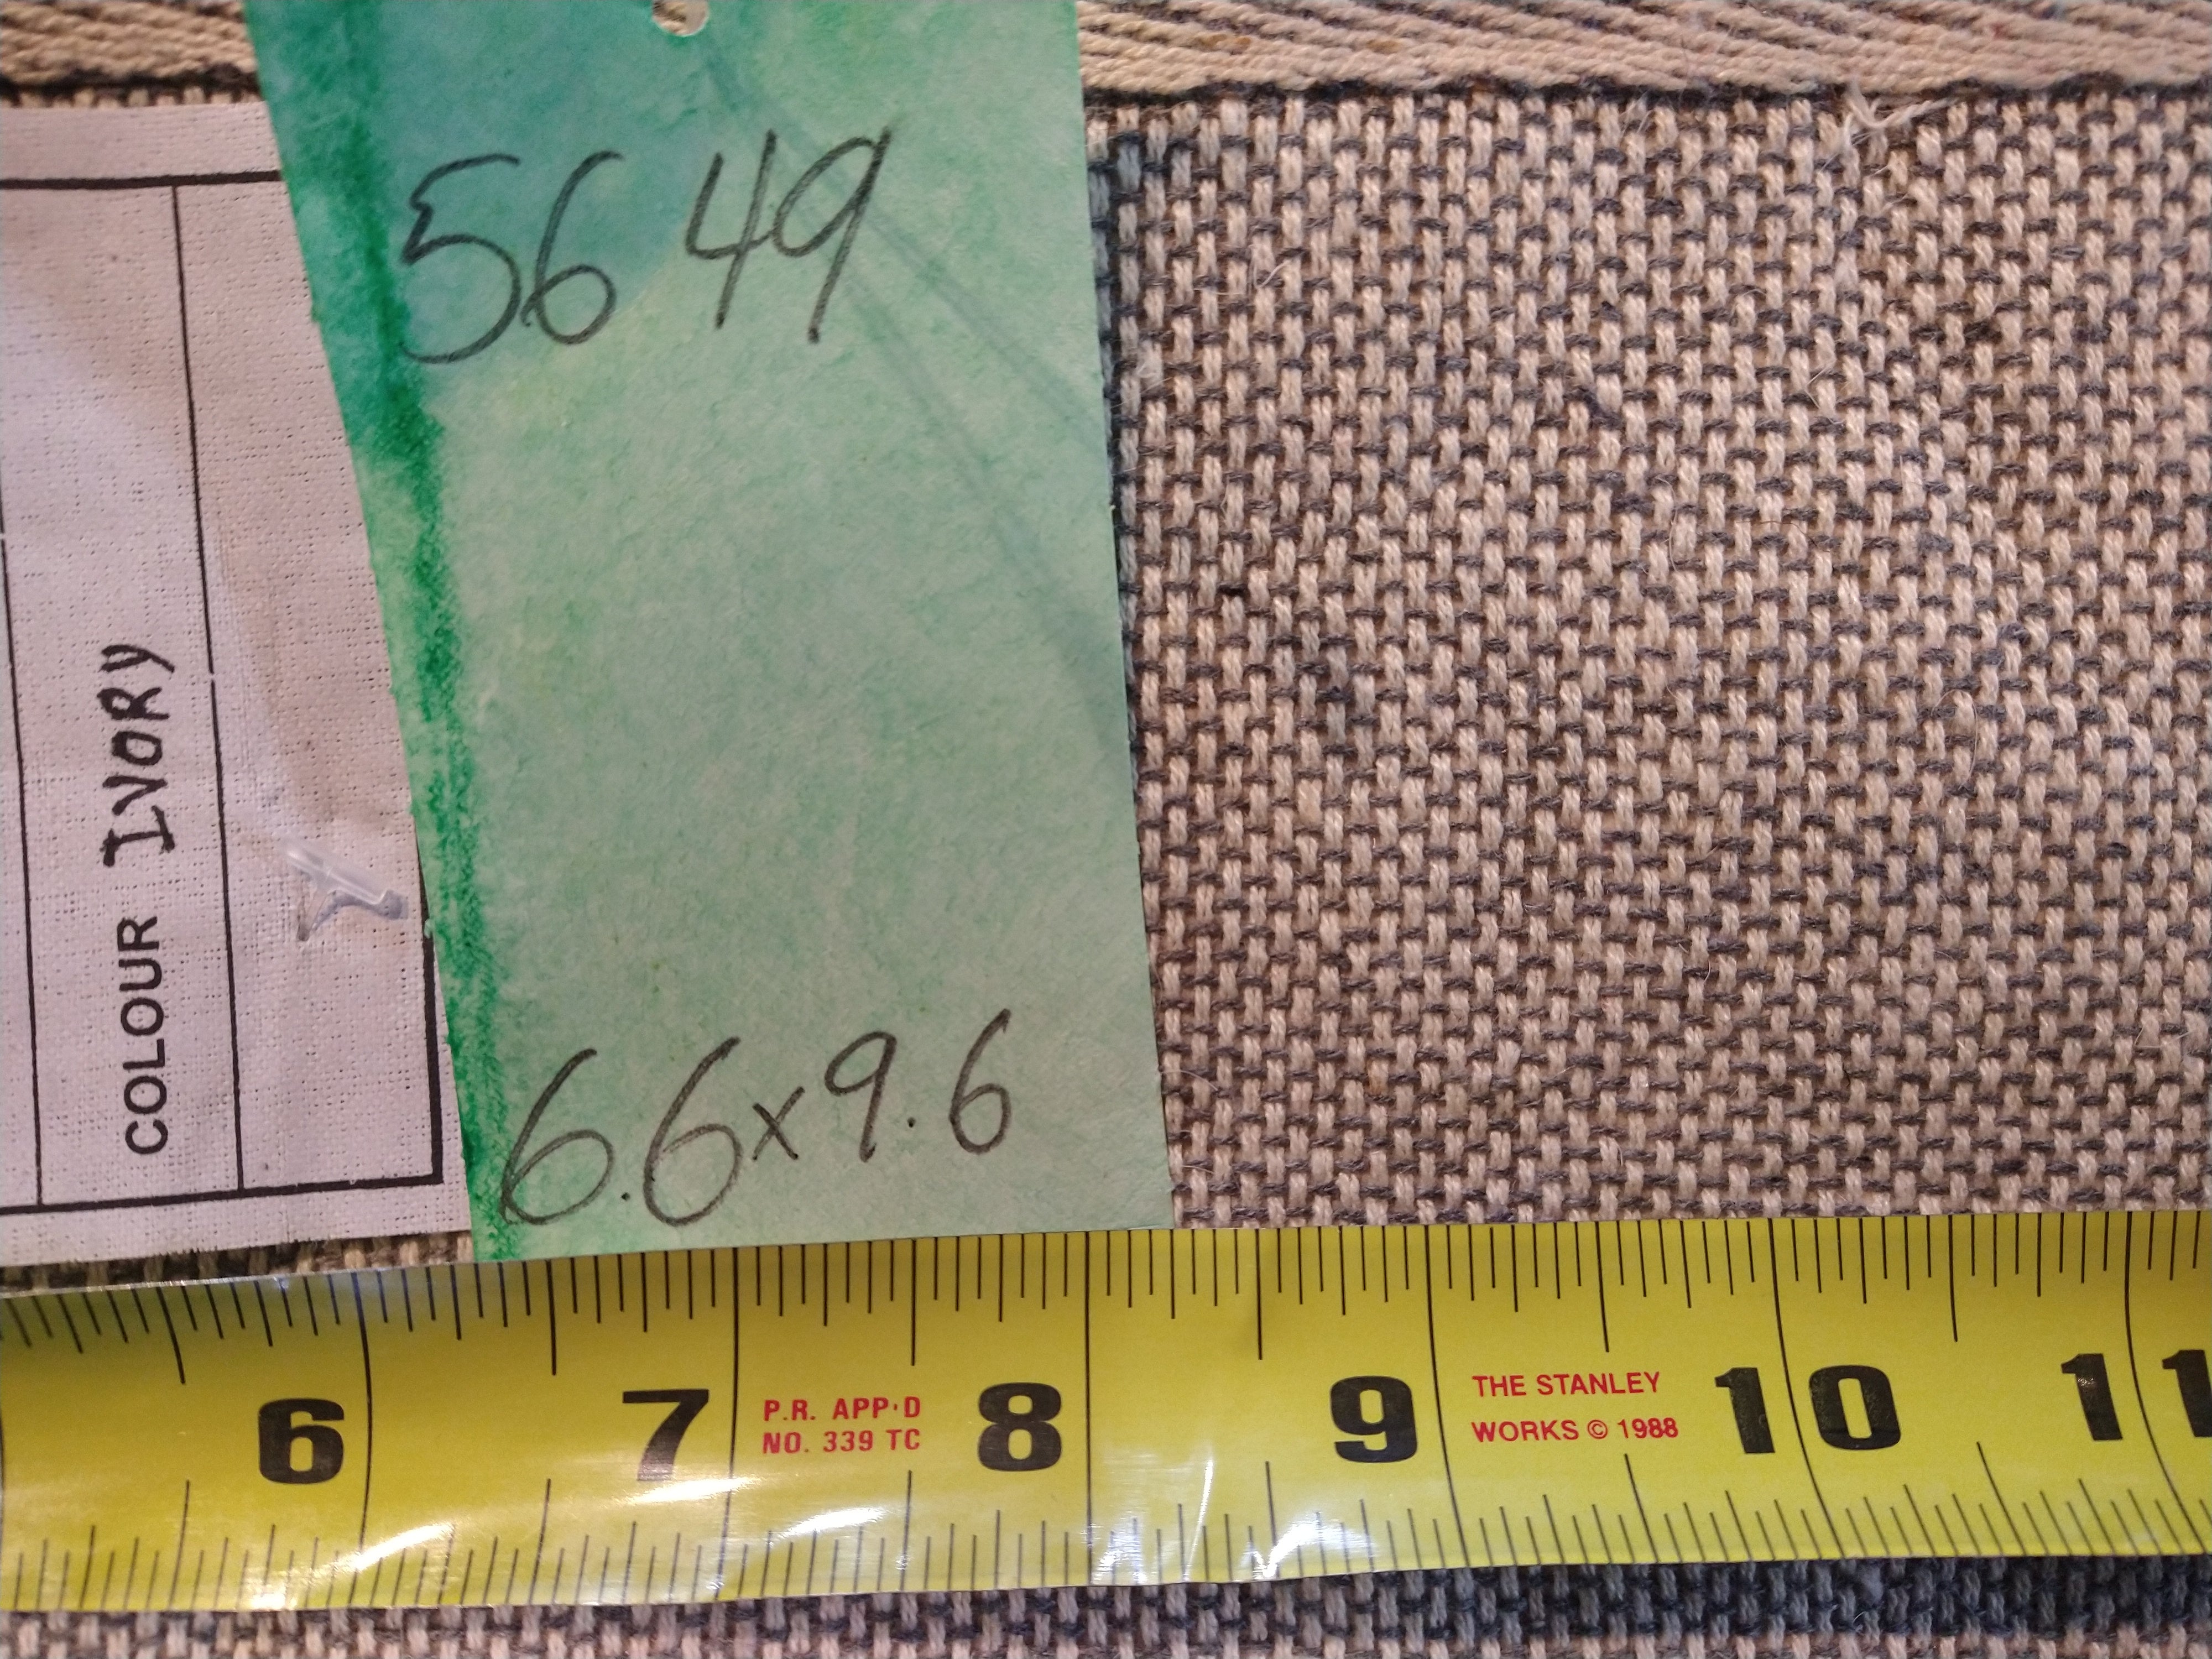 5649
COLOUR IVORY
6.6x9.6
6 7 8 9 10 11
P.R. APP'D
NO. 339 TC
THE STANLEY
WORKS © 1988